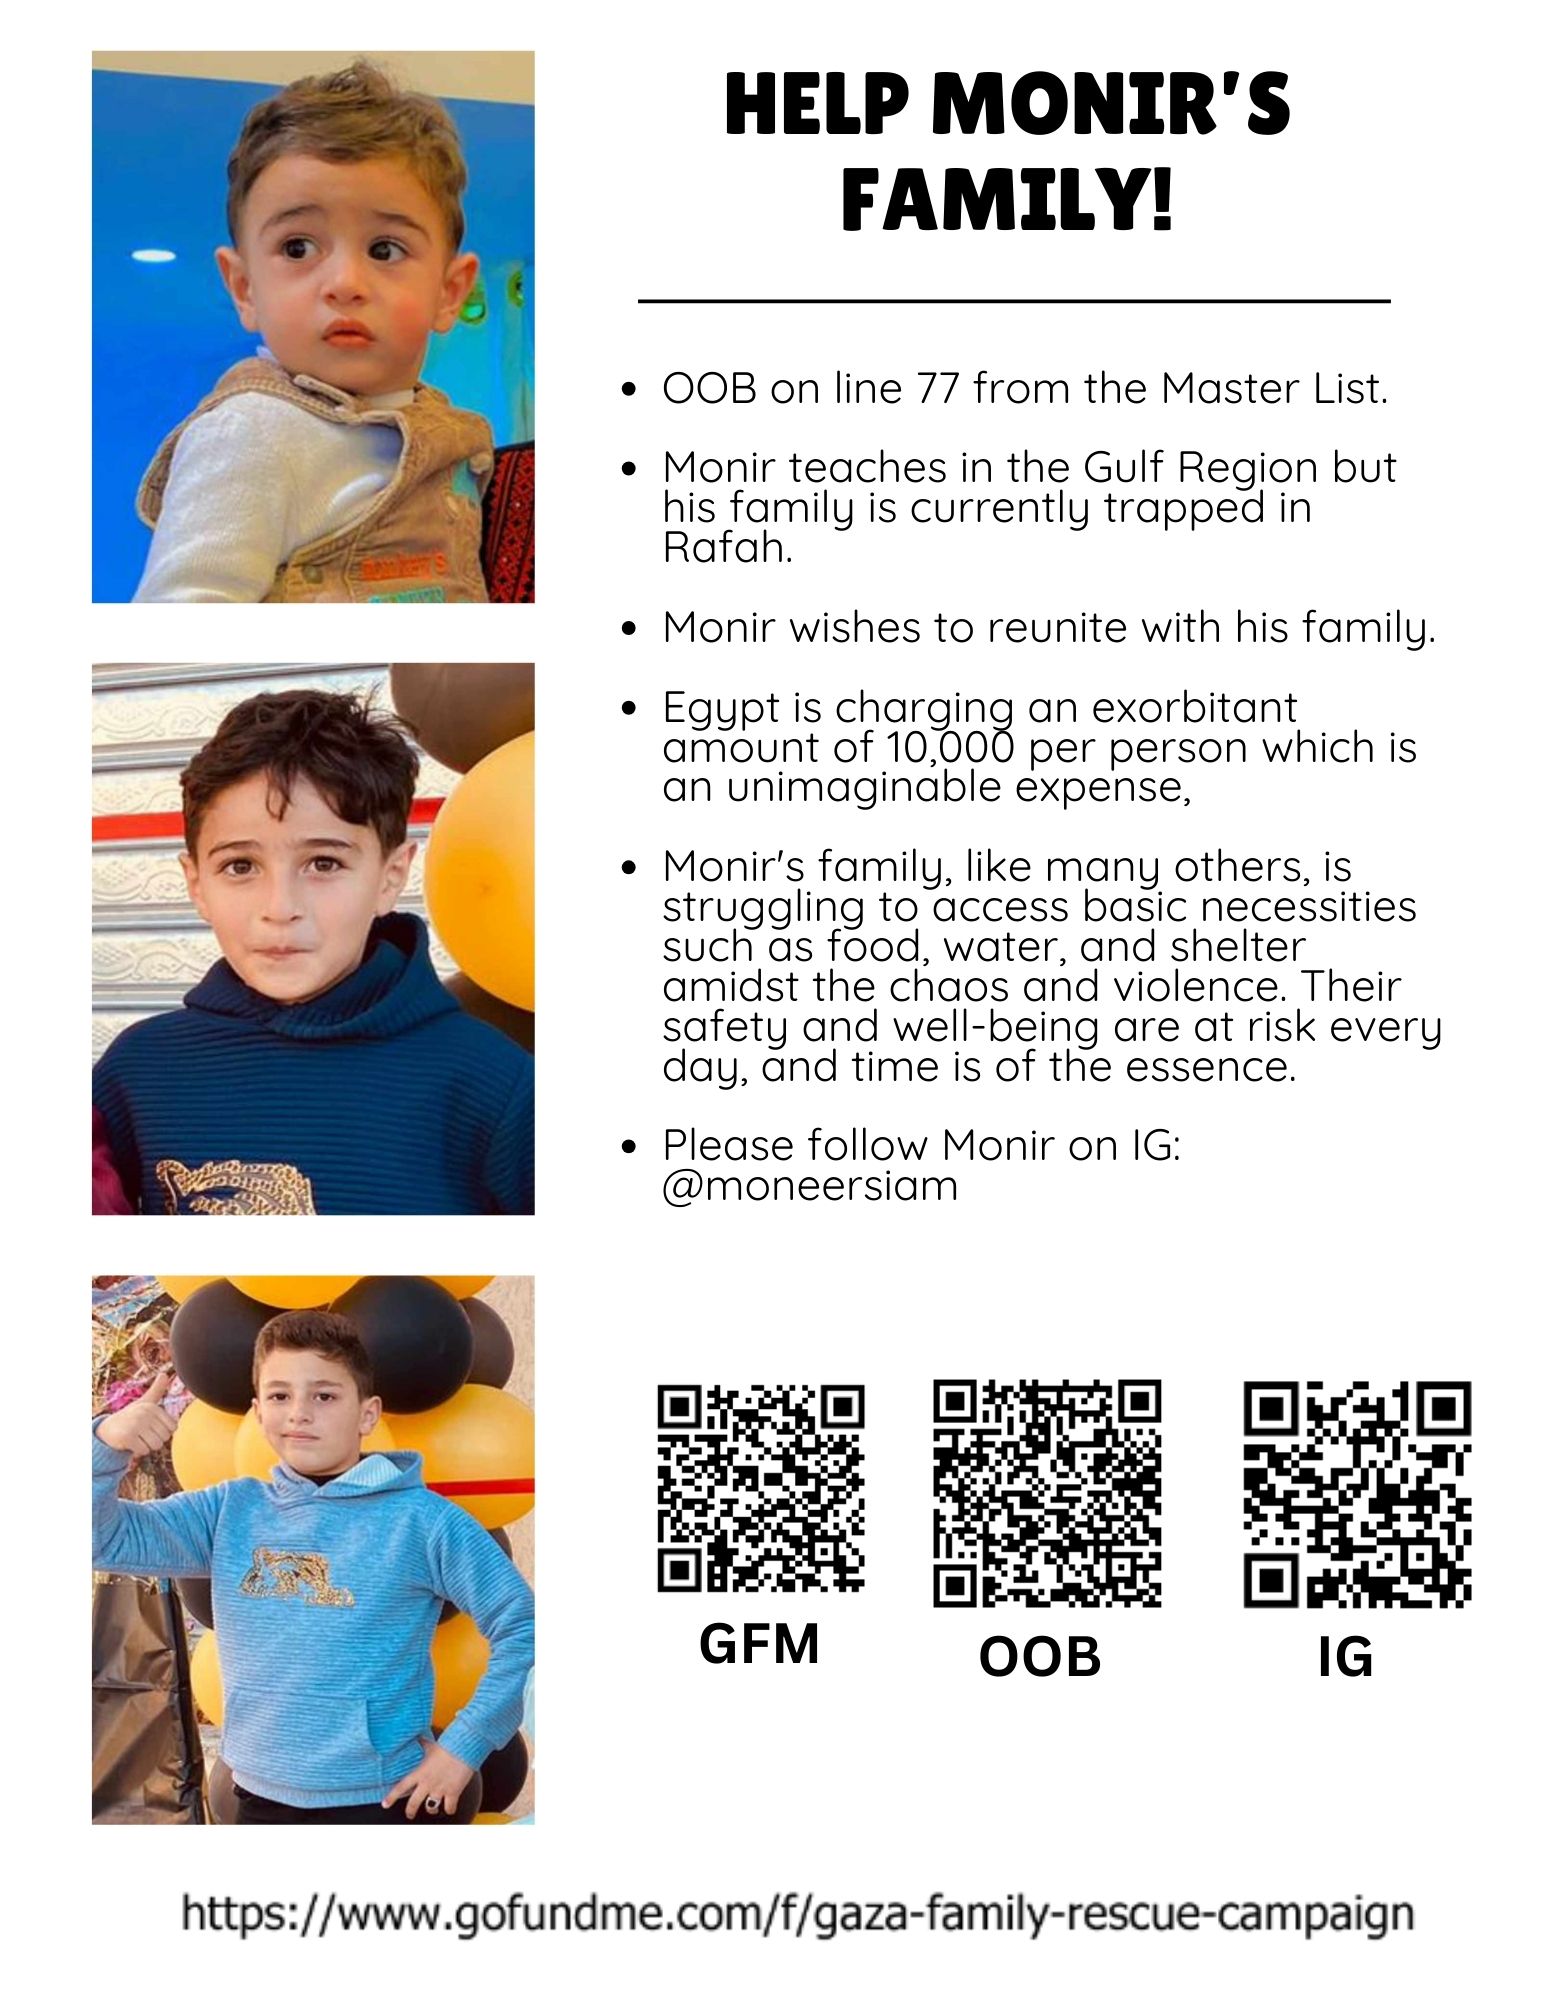 HELP MONIR'S
FAMILY!
OOB on line 77 from the Master List.
Monir teaches in the Gulf Region but
his family is currently trapped in
Rafah.
Monir wishes to reunite with his family.
Egypt is charging an exorbitant
amount of 10,000 per person which is
an unimaginable expense,
Monir's family, like many others, is
struggling to access basic necessities
such as food, water, and shelter
amidst the chaos and violence. Their
safety and well-being are at risk every
day, and time is of the essence.
Please follow Monir on IG:
@moneersiam
GFM
OOB
IG
https://www.gofundme.com/f/gaza-family-rescue-campaign